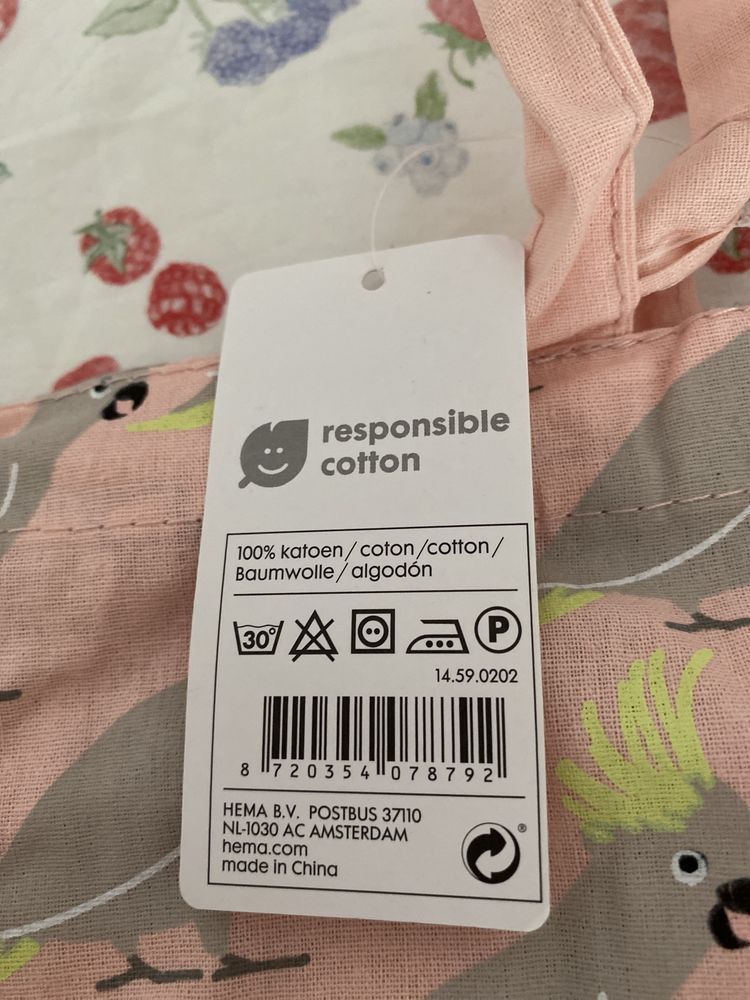 responsible
cotton
100% katoen/coton/cotton/
Baumwolle/algodón
30°
P
14.59.0202
8 720354 078792
HEMA B.V. POSTBUS 37110
NL-1030 AC AMSTERDAM
hema.com
made in China
®